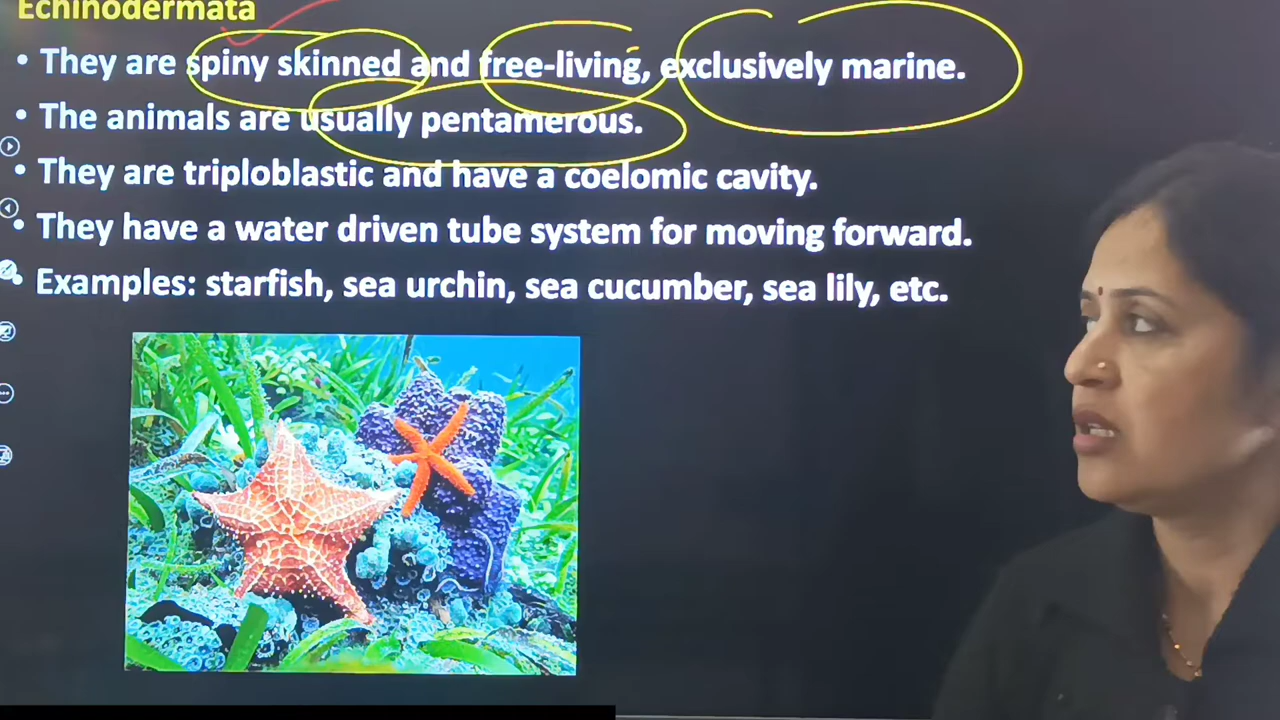 Echinodermata
• They are spiny skinned and free-living, exclusively marine.
• The animals are usually pentamerous.
• They are triploblastic and have a coelomic cavity.
• They have a water driven tube system for moving forward.
• Examples: starfish, sea urchin, sea cucumber, sea lily, etc.